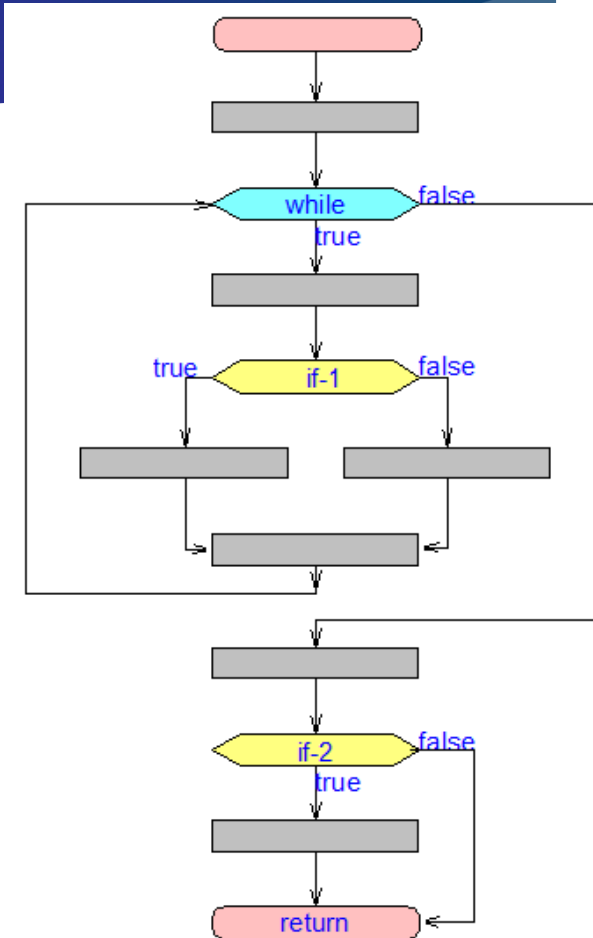 while
false
true
true
if-1
false
if-2
false
true
return